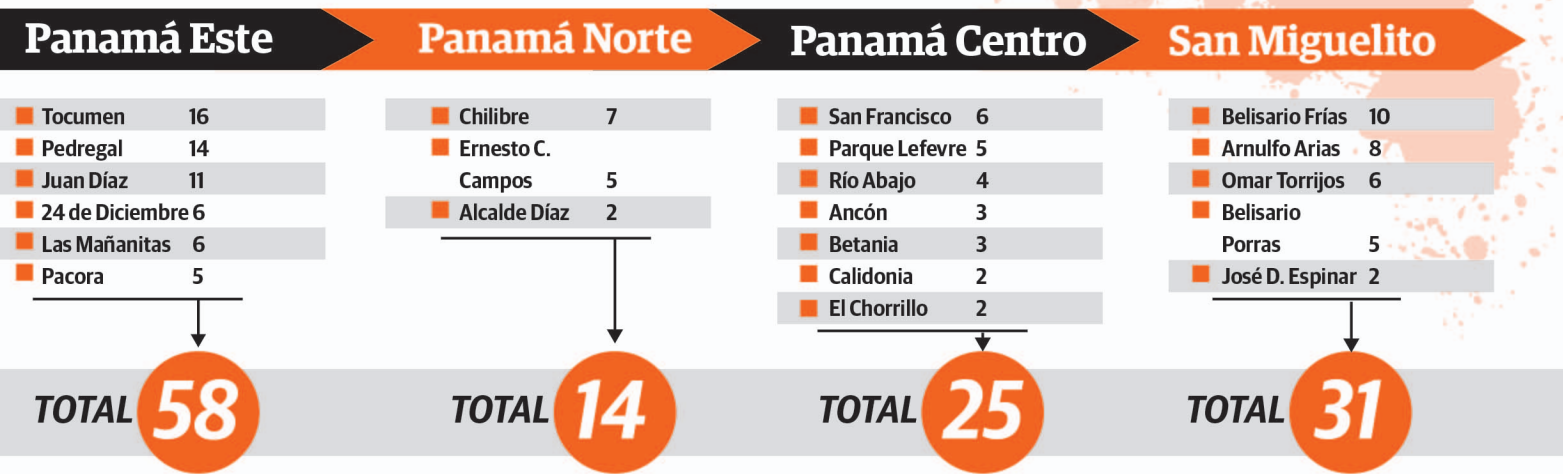 Panamá Este
Tocumen 16
Pedregal 14
Juan Díaz 11
24 de Diciembre 6
Las Mañanitas 6
Pacora 5
TOTAL 58
Panamá Norte
Chilibre 7
Ernesto C.
Campos 5
Alcalde Díaz 2
TOTAL 14
Panamá Centro
San Francisco 6
Parque Lefevre 5
Río Abajo 4
Ancón 3
Betania 3
Calidonia 2
El Chorrillo 2
TOTAL 25
San Miguelito
Belisario Frías 10
Arnulfo Arias 8
Omar Torrijos 6
Belisario
Porras 5
José D. Espinar 2
TOTAL 31